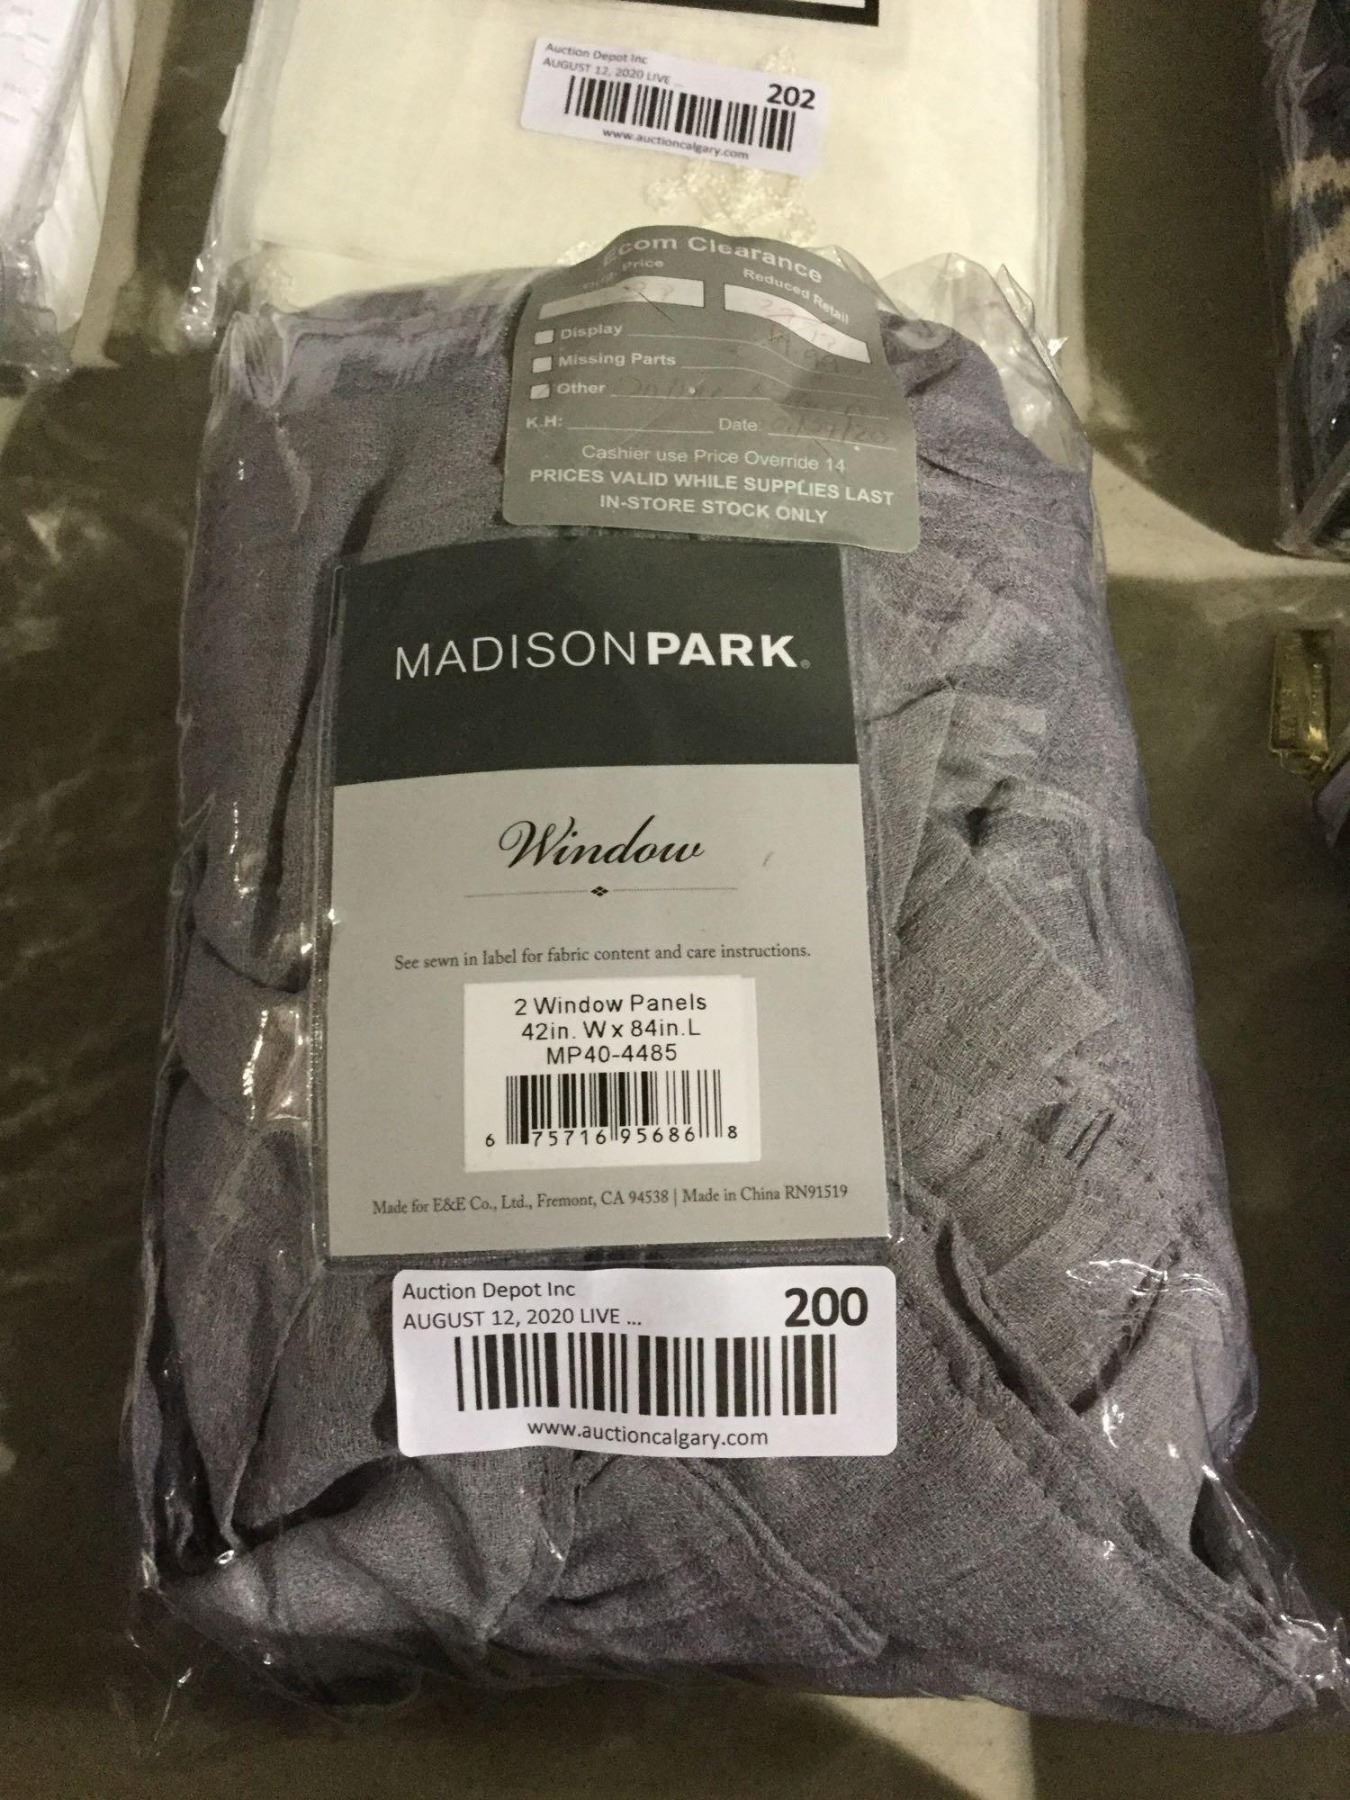 Auction Depot Inc
AUGUST 12, 2020 LIVE ...
202
www.auctioncalgary.com
Ecom Clearance
Orig. Price
Reduced Retail
Display
Missing Parts
Other
K.H:
Date:
Cashier use Price Override 14
PRICES VALID WHILE SUPPLIES LAST
IN-STORE STOCK ONLY
MADISONPARK®
Window
See sewn in label for fabric content and care instructions.
2 Window Panels
42in. W x 84in.L
MP40-4485
6 75716 95686 8
Made for E&E Co., Ltd., Fremont, CA 94538 | Made in China RN91519
Auction Depot Inc
AUGUST 12, 2020 LIVE ...
200
www.auctioncalgary.com